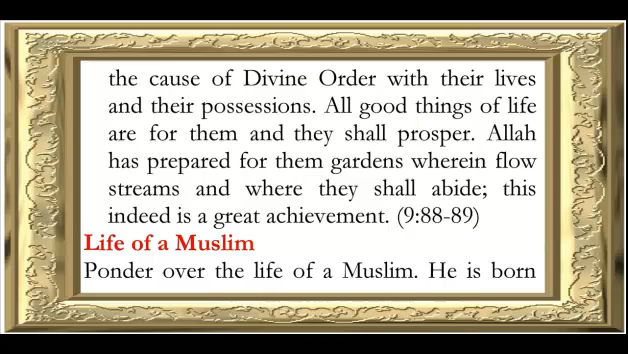 the cause of Divine Order with their lives
and their possessions. All good things of life
are for them and they shall prosper. Allah
has prepared for them gardens wherein flow
streams and where they shall abide; this
indeed is a great achievement. (9:88-89)
Life of a Muslim
Ponder over the life of a Muslim. He is born